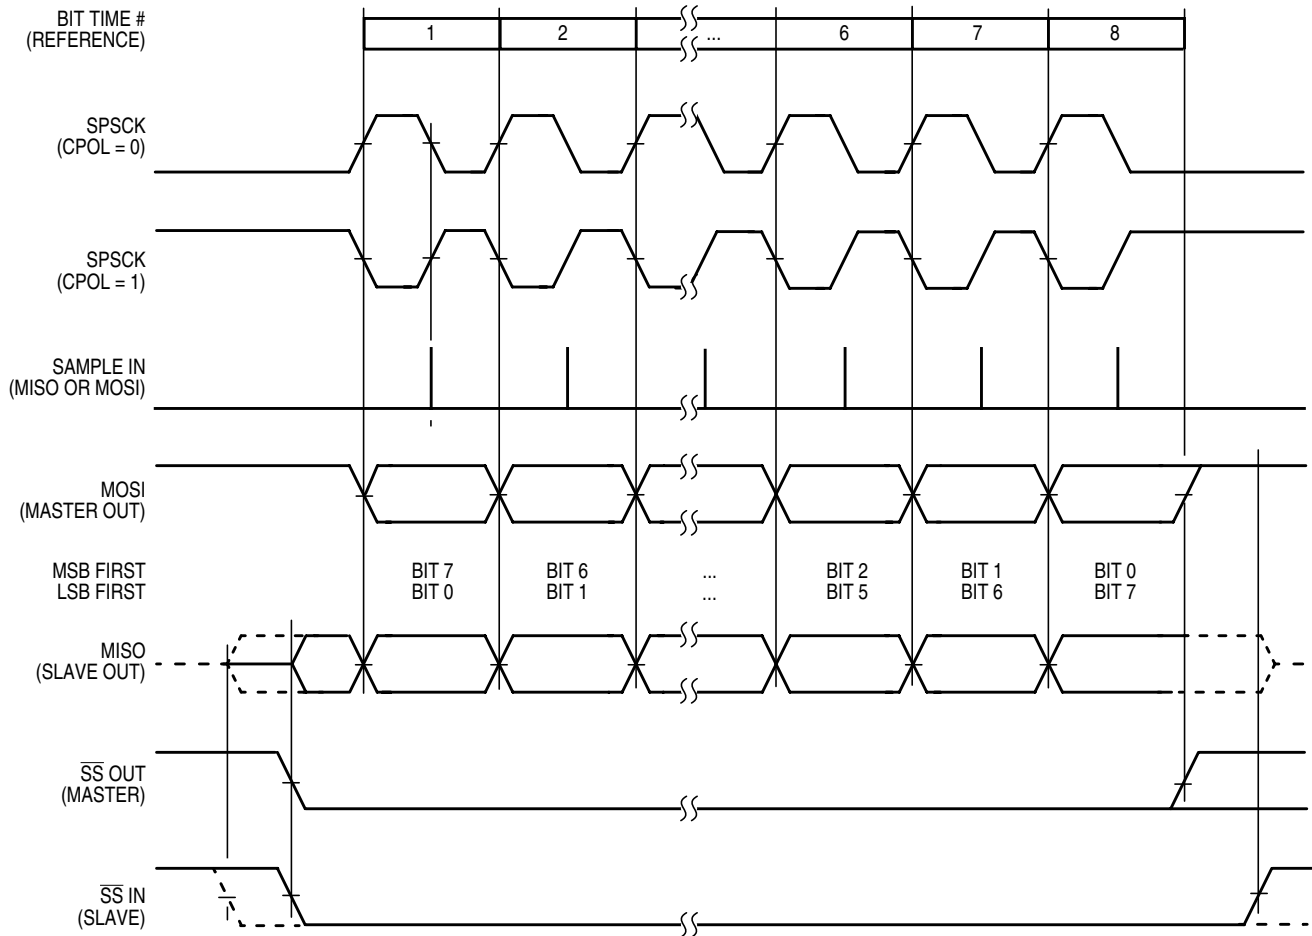 BIT TIME #
(REFERENCE)
1 2 ... 6 7 8
SPSCK
(CPOL = 0)
SPSCK
(CPOL = 1)
SAMPLE IN
(MISO OR MOSI)
MOSI
(MASTER OUT)
MSB FIRST BIT 7 BIT 6 ... BIT 2 BIT 1 BIT 0
LSB FIRST BIT 0 BIT 1 ... BIT 5 BIT 6 BIT 7
MISO
(SLAVE OUT)
S̅S̅ OUT
(MASTER)
S̅S̅ IN
(SLAVE)